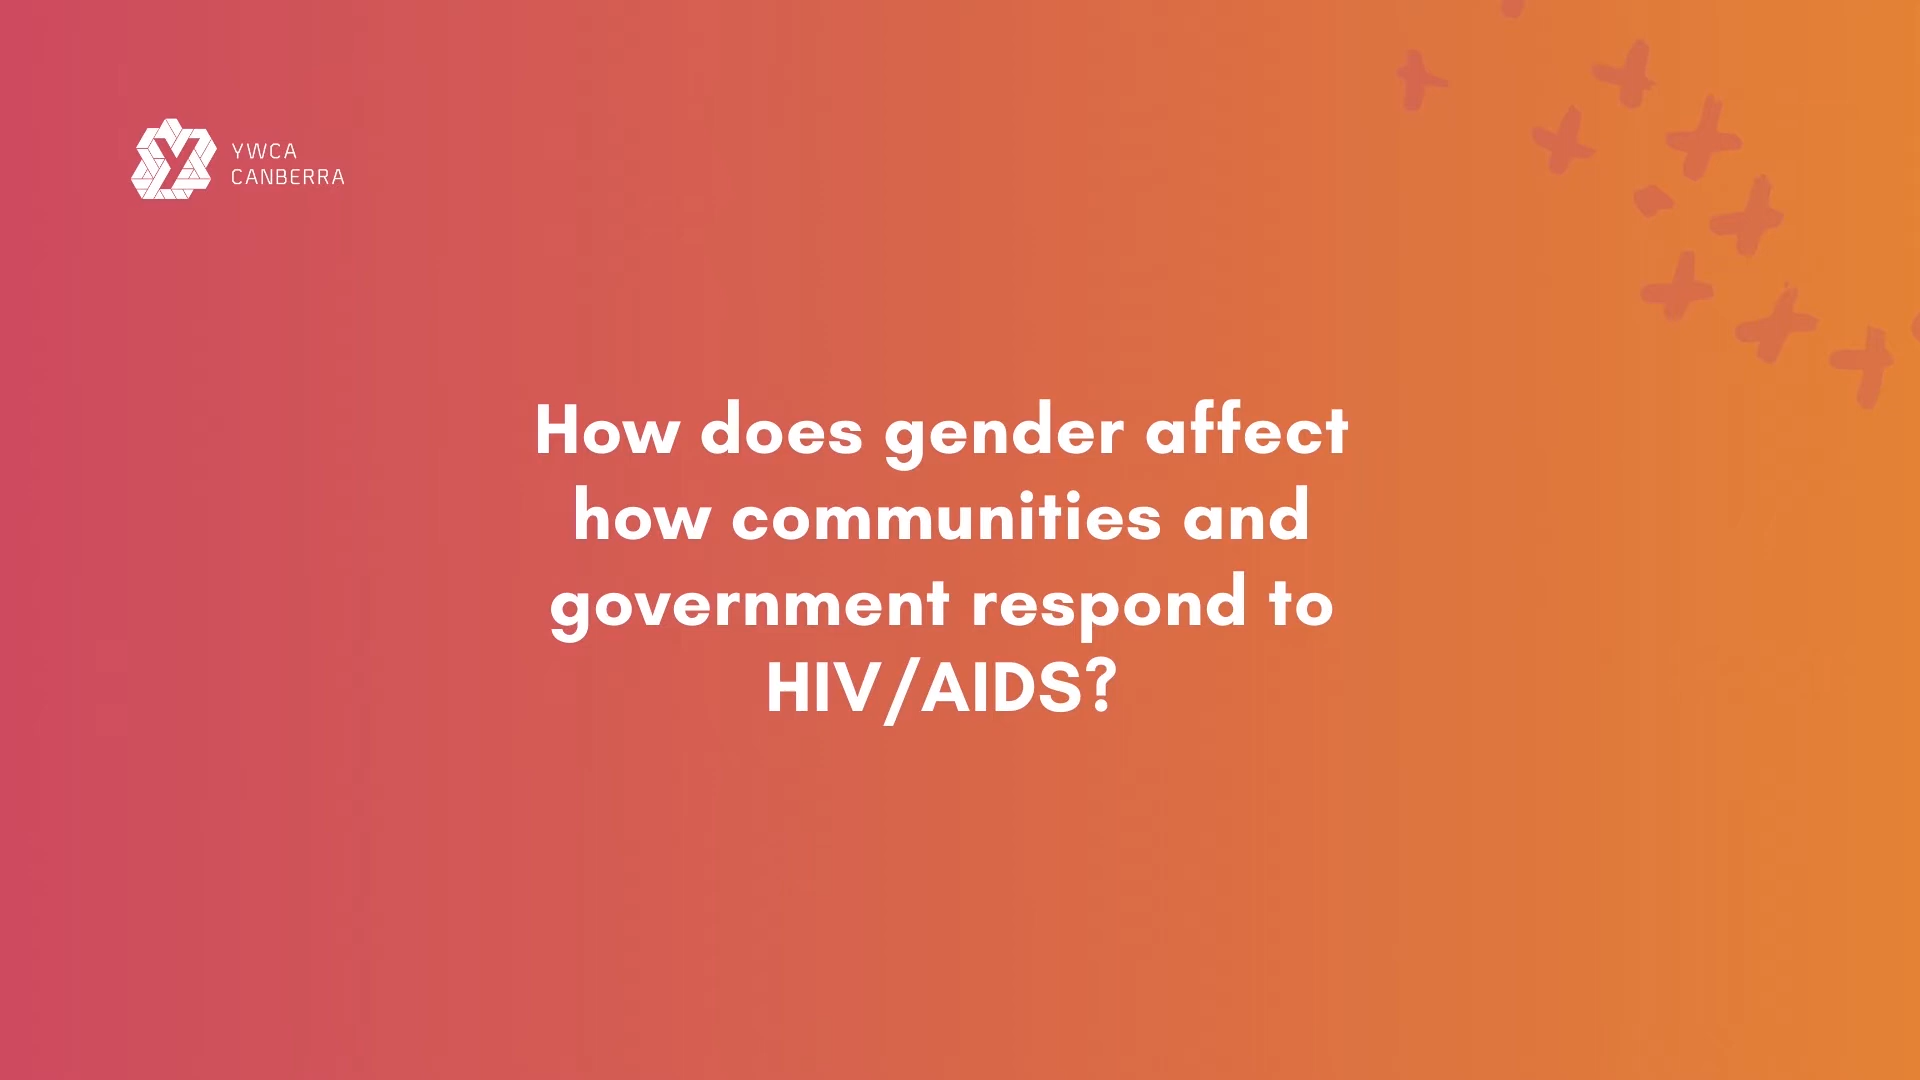 YWCA
CANBERRA
How does gender affect
how communities and
government respond to
HIV/AIDS?